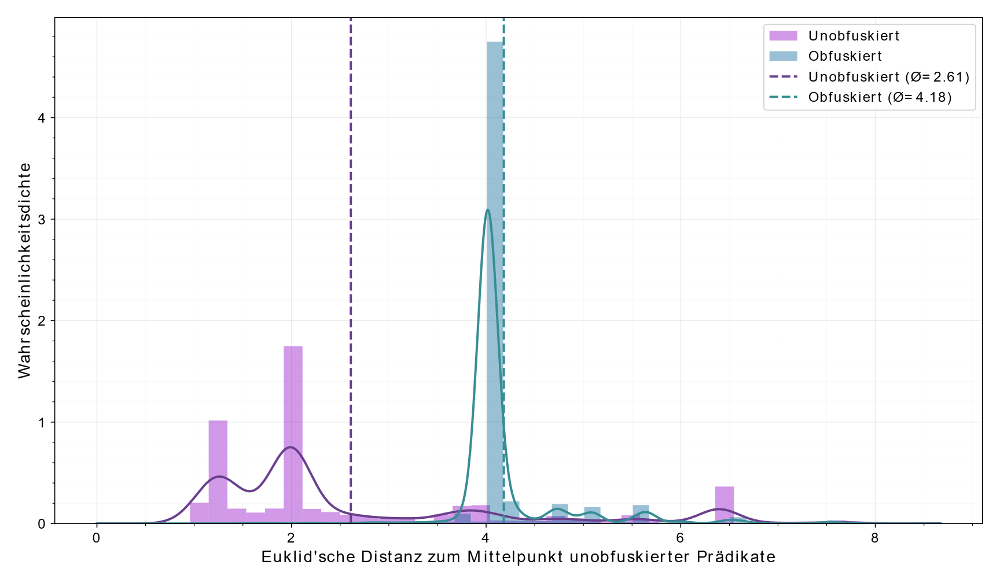 Unobfuskiert
Obfuskiert
Unobfuskiert (Ø=2.61)
Obfuskiert (Ø=4.18)
Wahrscheinlichkeitsdichte
4
3
2
1
0
0 2 4 6 8
Euklid'sche Distanz zum Mittelpunkt unobfuskierter Prädikate